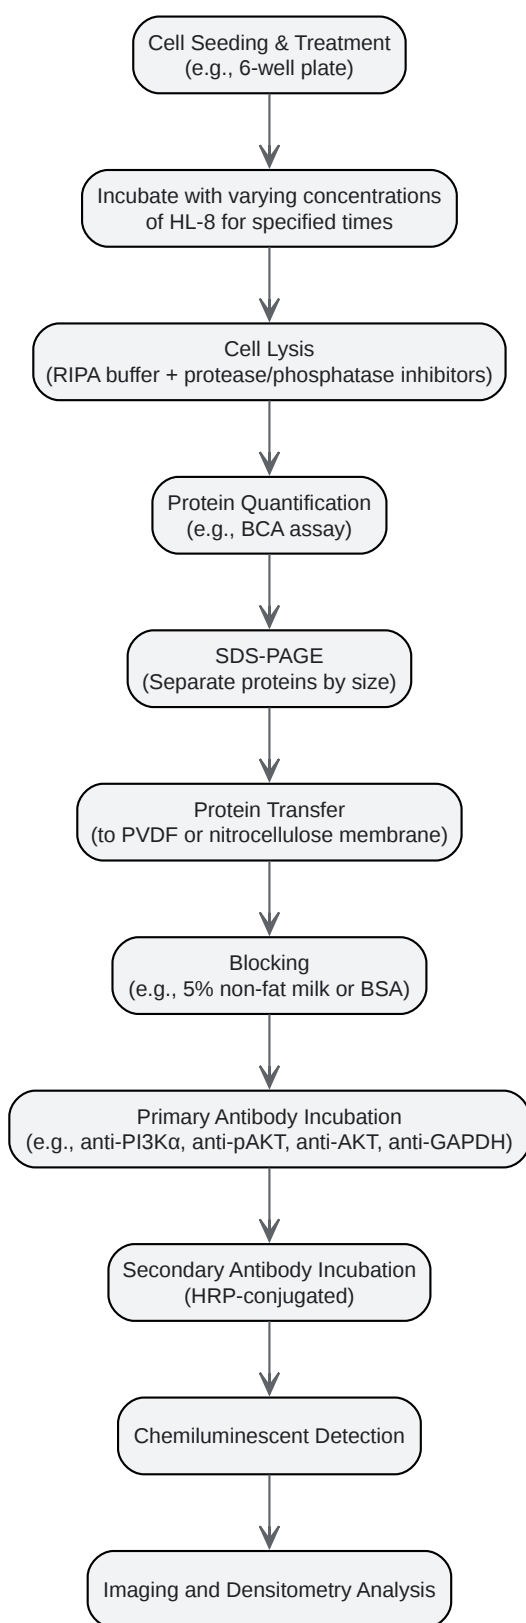 Cell Seeding & Treatment
(e.g., 6-well plate)
Incubate with varying concentrations
of HL-8 for specified times
Cell Lysis
(RIPA buffer + protease/phosphatase inhibitors)
Protein Quantification
(e.g., BCA assay)
SDS-PAGE
(Separate proteins by size)
Protein Transfer
(to PVDF or nitrocellulose membrane)
Blocking
(e.g., 5% non-fat milk or BSA)
Primary Antibody Incubation
(e.g., anti-PI3Kα, anti-pAKT, anti-AKT, anti-GAPDH)
Secondary Antibody Incubation
(HRP-conjugated)
Chemiluminescent Detection
Imaging and Densitometry Analysis